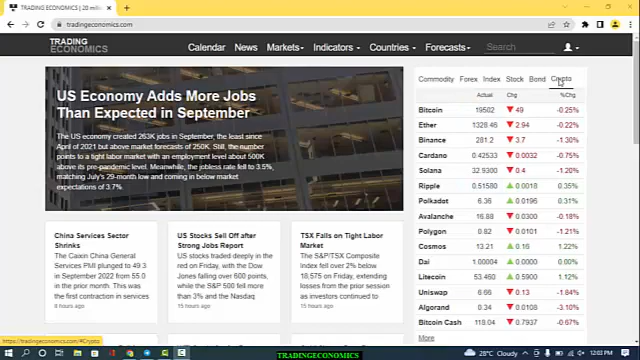 TRADING ECONOMICS | 20 million
tradingeconomics.com
TRADING
ECONOMICS
Calendar News Markets Indicators Countries Forecasts Search
US Economy Adds More Jobs
Than Expected in September
The US economy created 263K jobs in September, the least since
April of 2021 but above market forecasts of 250K. Still, the number
points to a tight labor market with an employment level about 500K
above its pre-pandemic level. Meanwhile, the jobless rate fell to 3.5%,
matching July's 29-month low and coming in below market
expectations of 3.7%.
China Services Sector
Shrinks
The Caixin China General
Services PMI plunged to 49.3
in September 2022 from 55.0
in the prior month. This was
the first contraction in services
8 hours ago
US Stocks Sell Off after
Strong Jobs Report
US stocks traded deeply in the
red on Friday, with the Dow
Jones falling over 600 points,
while the S&P 500 fell more
than 3% and the Nasdaq
15 hours ago
TSX Falls on Tight Labor
Market
The S&P/TSX Composite
Index fell over 2% below
18,575 on Friday, extending
losses from the prior session
as investors continued to
15 hours ago
Commodity Forex Index Stock Bond Crypto
Actual Chg %Chg
Bitcoin 19502 49 -0.25%
Ether 1328.46 2.94 -0.22%
Binance 281.2 3.7 -1.30%
Cardano 0.42533 0.0032 -0.75%
Solana 32.9300 0.4 -1.20%
Ripple 0.51580 0.0018 0.35%
Polkadot 6.36 0.0196 0.31%
Avalanche 16.88 0.0300 -0.18%
Polygon 0.82 0.0101 -1.21%
Cosmos 13.21 0.16 1.22%
Dai 1.00004 0.0000 0.00%
Litecoin 53.460 0.5900 1.12%
Uniswap 6.66 0.13 -1.84%
Algorand 0.34 0.0108 -3.10%
Bitcoin Cash 118.04 0.7937 -0.67%
More
https://tradingeconomics.com/#Crypto
28°C Cloudy
12:03 PM
TRADINGECONOMICS